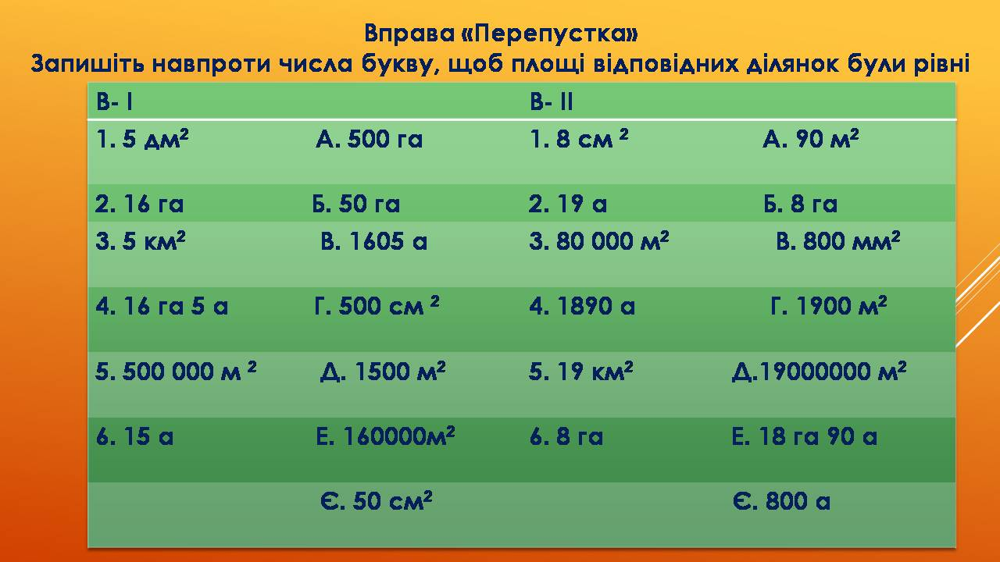 Вправа «Перепустка»
Запишіть навпроти числа букву, щоб площі відповідних ділянок були рівні
В- І В- ІІ
1. 5 дм² А. 500 га 1. 8 см ² А. 90 м²
2. 16 га Б. 50 га 2. 19 а Б. 8 га
3. 5 км² В. 1605 а 3. 80 000 м² В. 800 мм²
4. 16 га 5 а Г. 500 см ² 4. 1890 а Г. 1900 м²
5. 500 000 м ² Д. 1500 м² 5. 19 км² Д.19000000 м²
6. 15 а Е. 160000м² 6. 8 га Е. 18 га 90 а
Є. 50 см² Є. 800 а